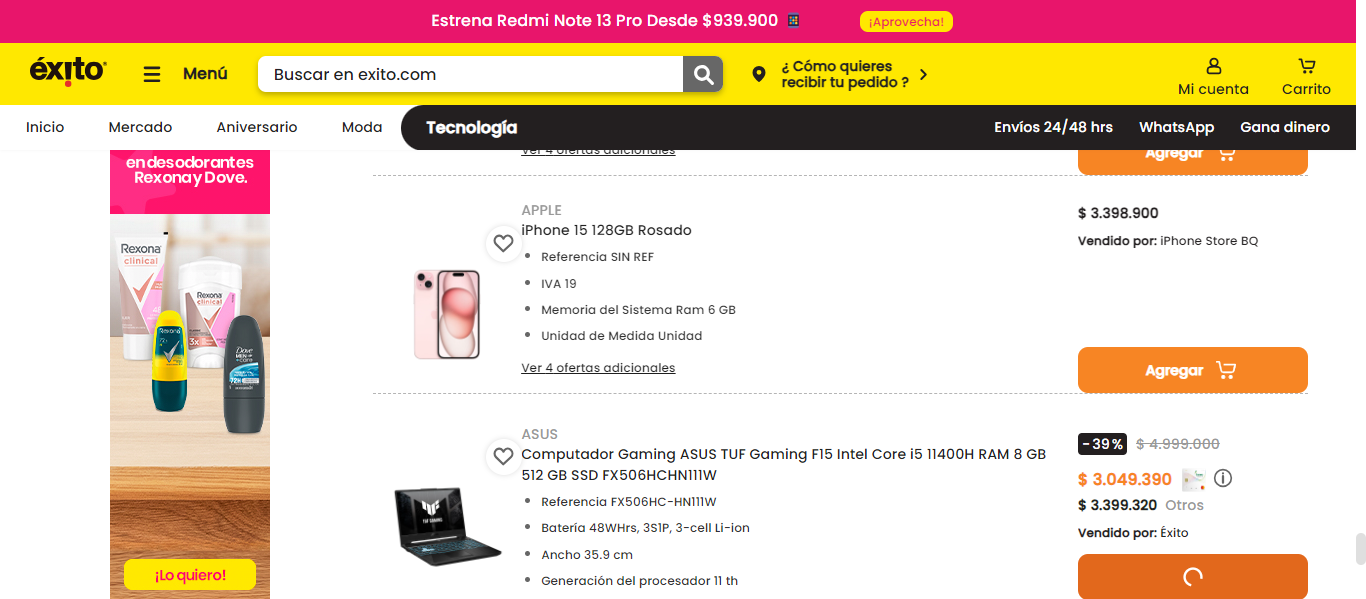 Estrena Redmi Note 13 Pro Desde $939.900
¡Aprovecha!
éxito
Menú
Buscar en exito.com
¿ Cómo quieres
recibir tu pedido ?
Mi cuenta
Carrito
Inicio
Mercado
Aniversario
Moda
Tecnología
Envíos 24/48 hrs
WhatsApp
Gana dinero
en desodorantes
Rexona y Dove.
Rexona
clinical
Rexona
clinical
3x
Rexona
Dove
MEN
+CARE
72H
¡Lo quiero!
Ver 4 ofertas adicionales
Agregar
APPLE
iPhone 15 128GB Rosado
Referencia SIN REF
IVA 19
Memoria del Sistema Ram 6 GB
Unidad de Medida Unidad
Ver 4 ofertas adicionales
$ 3.398.900
Vendido por: iPhone Store BQ
Agregar
ASUS
Computador Gaming ASUS TUF Gaming F15 Intel Core i5 11400H RAM 8 GB
512 GB SSD FX506HCHN111W
Referencia FX506HC-HN111W
Batería 48WHrs, 3S1P, 3-cell Li-ion
Ancho 35.9 cm
Generación del procesador 11 th
TUF GAMING
-39%
$ 4.999.000
$ 3.049.390
$ 3.399.320 Otros
Vendido por: Éxito